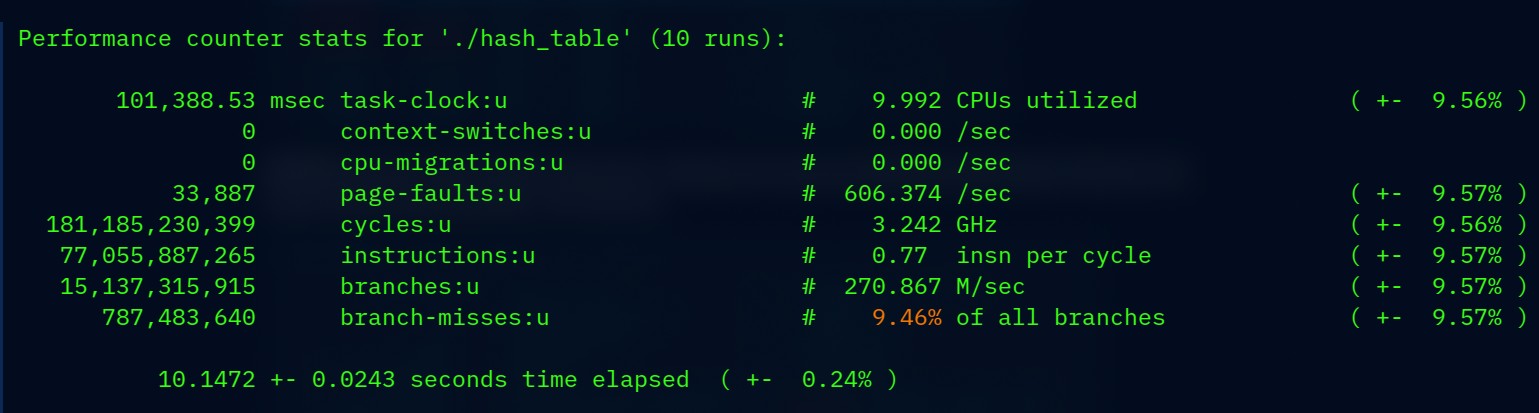 Performance counter stats for './hash_table' (10 runs):
101,388.53 msec task-clock:u # 9.992 CPUs utilized ( +- 9.56% )
0 context-switches:u # 0.000 /sec
0 cpu-migrations:u # 0.000 /sec
33,887 page-faults:u # 606.374 /sec ( +- 9.57% )
181,185,230,399 cycles:u # 3.242 GHz ( +- 9.56% )
77,055,887,265 instructions:u # 0.77 insn per cycle ( +- 9.57% )
15,137,315,915 branches:u # 270.867 M/sec ( +- 9.57% )
787,483,640 branch-misses:u # 9.46% of all branches ( +- 9.57% )
10.1472 +- 0.0243 seconds time elapsed ( +- 0.24% )